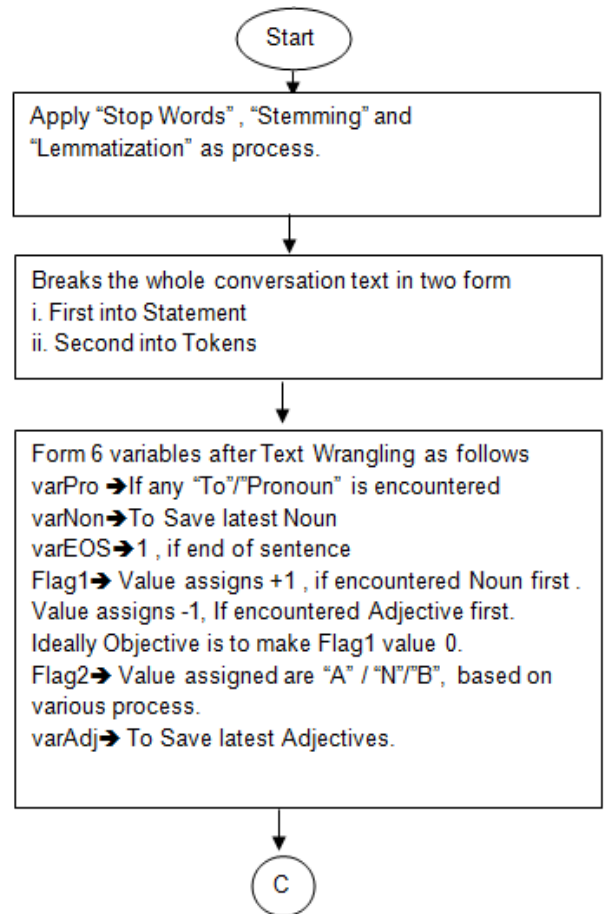 Start
Apply “Stop Words” , “Stemming” and
“Lemmatization” as process.
Breaks the whole conversation text in two form
i. First into Statement
ii. Second into Tokens
Form 6 variables after Text Wrangling as follows
varPro ➔If any “To”/”Pronoun” is encountered
varNon➔To Save latest Noun
varEOS➔1 , if end of sentence
Flag1➔ Value assigns +1 , if encountered Noun first .
Value assigns -1, If encountered Adjective first.
Ideally Objective is to make Flag1 value 0.
Flag2➔ Value assigned are “A” / “N”/”B”, based on
various process.
varAdj➔ To Save latest Adjectives.
C